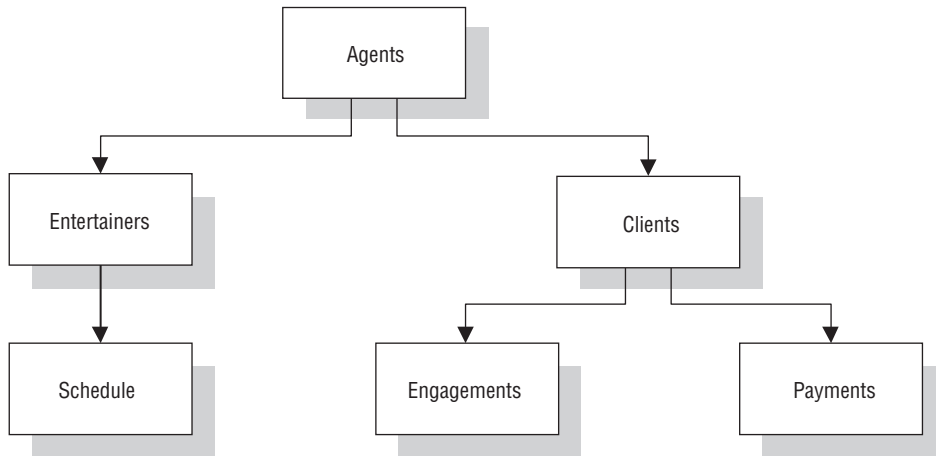 Agents
Entertainers
Clients
Schedule
Engagements
Payments